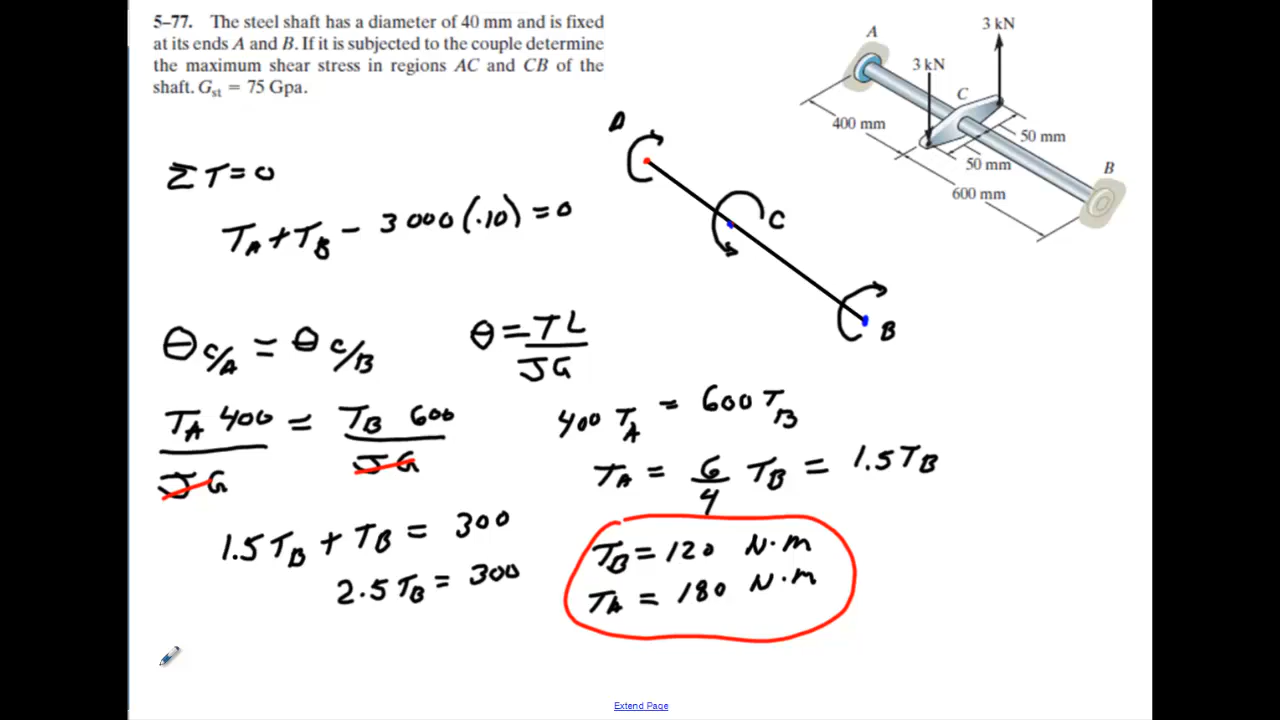 5–77. The steel shaft has a diameter of 40 mm and is fixed
at its ends A and B. If it is subjected to the couple determine
the maximum shear stress in regions AC and CB of the
shaft. Gst = 75 Gpa.
3 kN
A
3 kN
C
400 mm
50 mm
50 mm
B
600 mm
A
C
B
ΣT=0
TA+TB − 3000(.10) = 0
θC/A = θC/B
θ = TL/JG
TA 400/JG = TB 600/JG
400 TA = 600 TB
TA = 6/4 TB = 1.5TB
1.5TB + TB = 300
2.5TB = 300
TB = 120 N·m
TA = 180 N·m
Extend Page